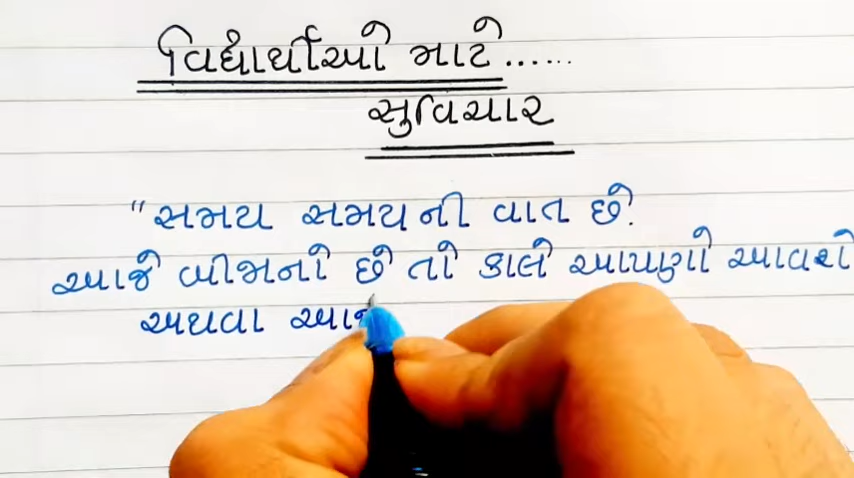 વિદ્યાર્થીઓ માટે......
સુવિચાર
"સમય સમયની વાત છે.
આજે બીજાનો છે તો કાલે આપણો આવશે
અથવા